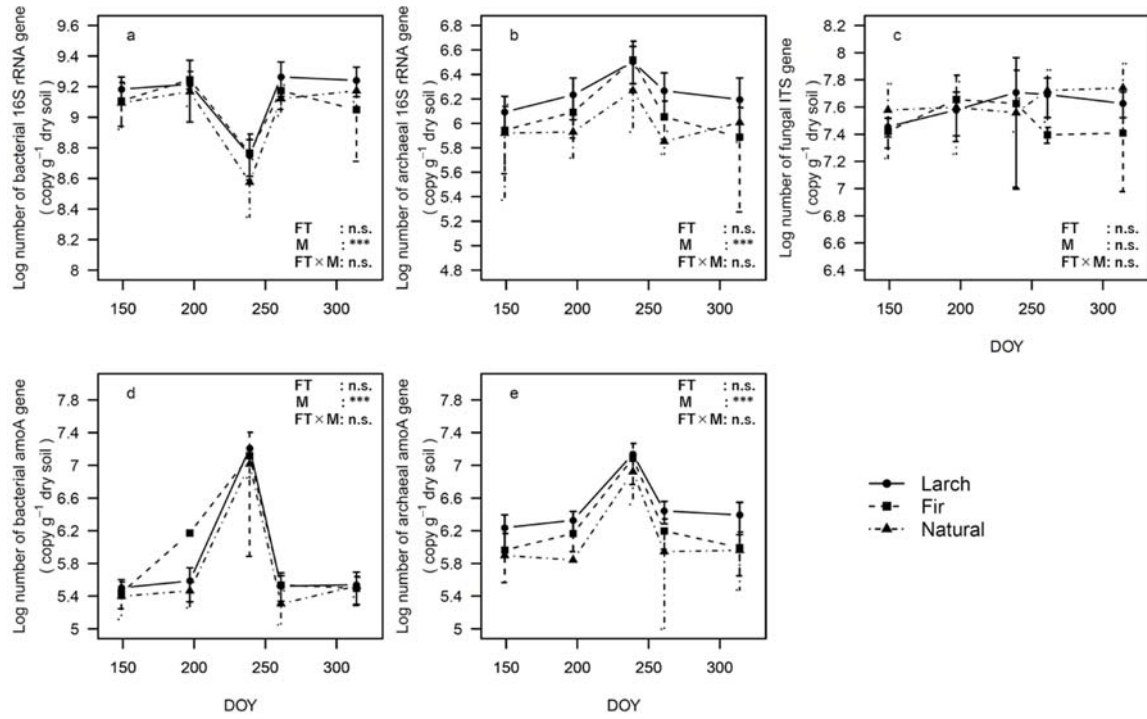 a
Log number of bacterial 16S rRNA gene
( copy g⁻¹ dry soil )
9.6
9.4
9.2
9
8.8
8.6
8.4
8.2
8
FT : n.s.
M : ***
FT×M: n.s.
150 200 250 300
b
Log number of archaeal 16S rRNA gene
( copy g⁻¹ dry soil )
6.8
6.6
6.4
6.2
6
5.8
5.6
5.4
5.2
5
4.8
FT : n.s.
M : ***
FT×M: n.s.
150 200 250 300
c
Log number of fungal ITS gene
( copy g⁻¹ dry soil )
8.2
8
7.8
7.6
7.4
7.2
7
6.8
6.6
6.4
FT : n.s.
M : n.s.
FT×M: n.s.
150 200 250 300
DOY
d
Log number of bacterial amoA gene
( copy g⁻¹ dry soil )
7.8
7.4
7
6.6
6.2
5.8
5.4
5
FT : n.s.
M : ***
FT×M: n.s.
150 200 250 300
DOY
e
Log number of archaeal amoA gene
( copy g⁻¹ dry soil )
7.8
7.4
7
6.6
6.2
5.8
5.4
5
FT : n.s.
M : ***
FT×M: n.s.
150 200 250 300
DOY
Larch
Fir
Natural